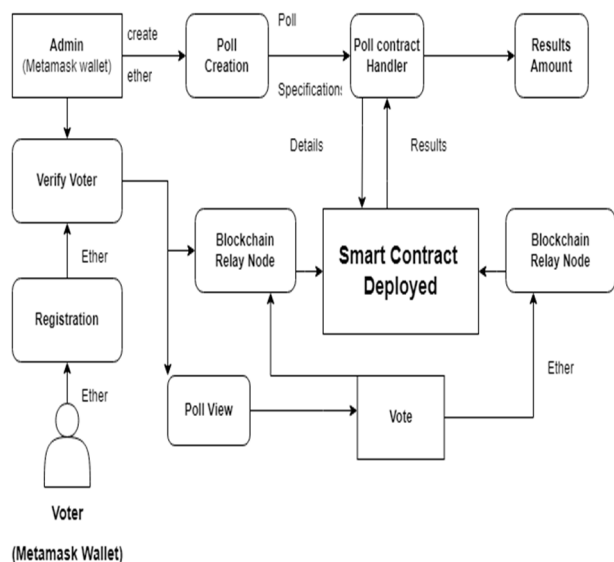 Admin
(Metamask wallet)
create
ether
Poll
Creation
Poll
Specifications
Poll contract
Handler
Results
Amount
Details
Results
Verify Voter
Ether
Registration
Ether
Blockchain
Relay Node
Smart Contract
Deployed
Blockchain
Relay Node
Poll View
Vote
Ether
Voter
(Metamask Wallet)